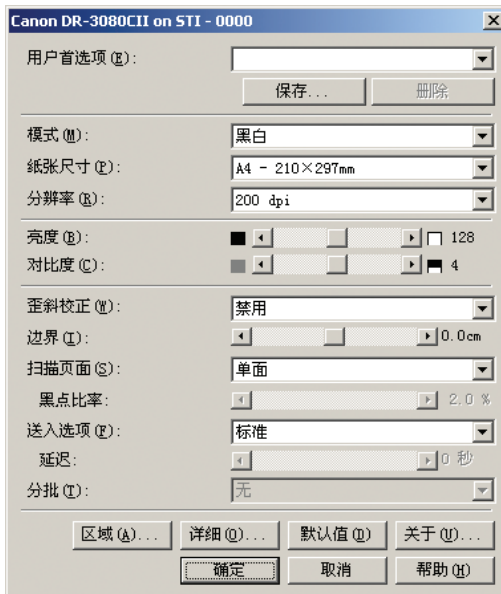 Canon DR-3080CII on STI - 0000
用户首选项(E):
保存... 删除
模式(M): 黑白
纸张尺寸(P): A4 - 210×297mm
分辨率(R): 200 dpi
亮度(B): 128
对比度(C): 4
歪斜校正(W): 禁用
边界(I): 0.0cm
扫描页面(S): 单面
黑点比率: 2.0 %
送入选项(F): 标准
延迟: 0 秒
分批(T): 无
区域(A)... 详细(O)... 默认值(D) 关于(U)...
确定 取消 帮助(H)